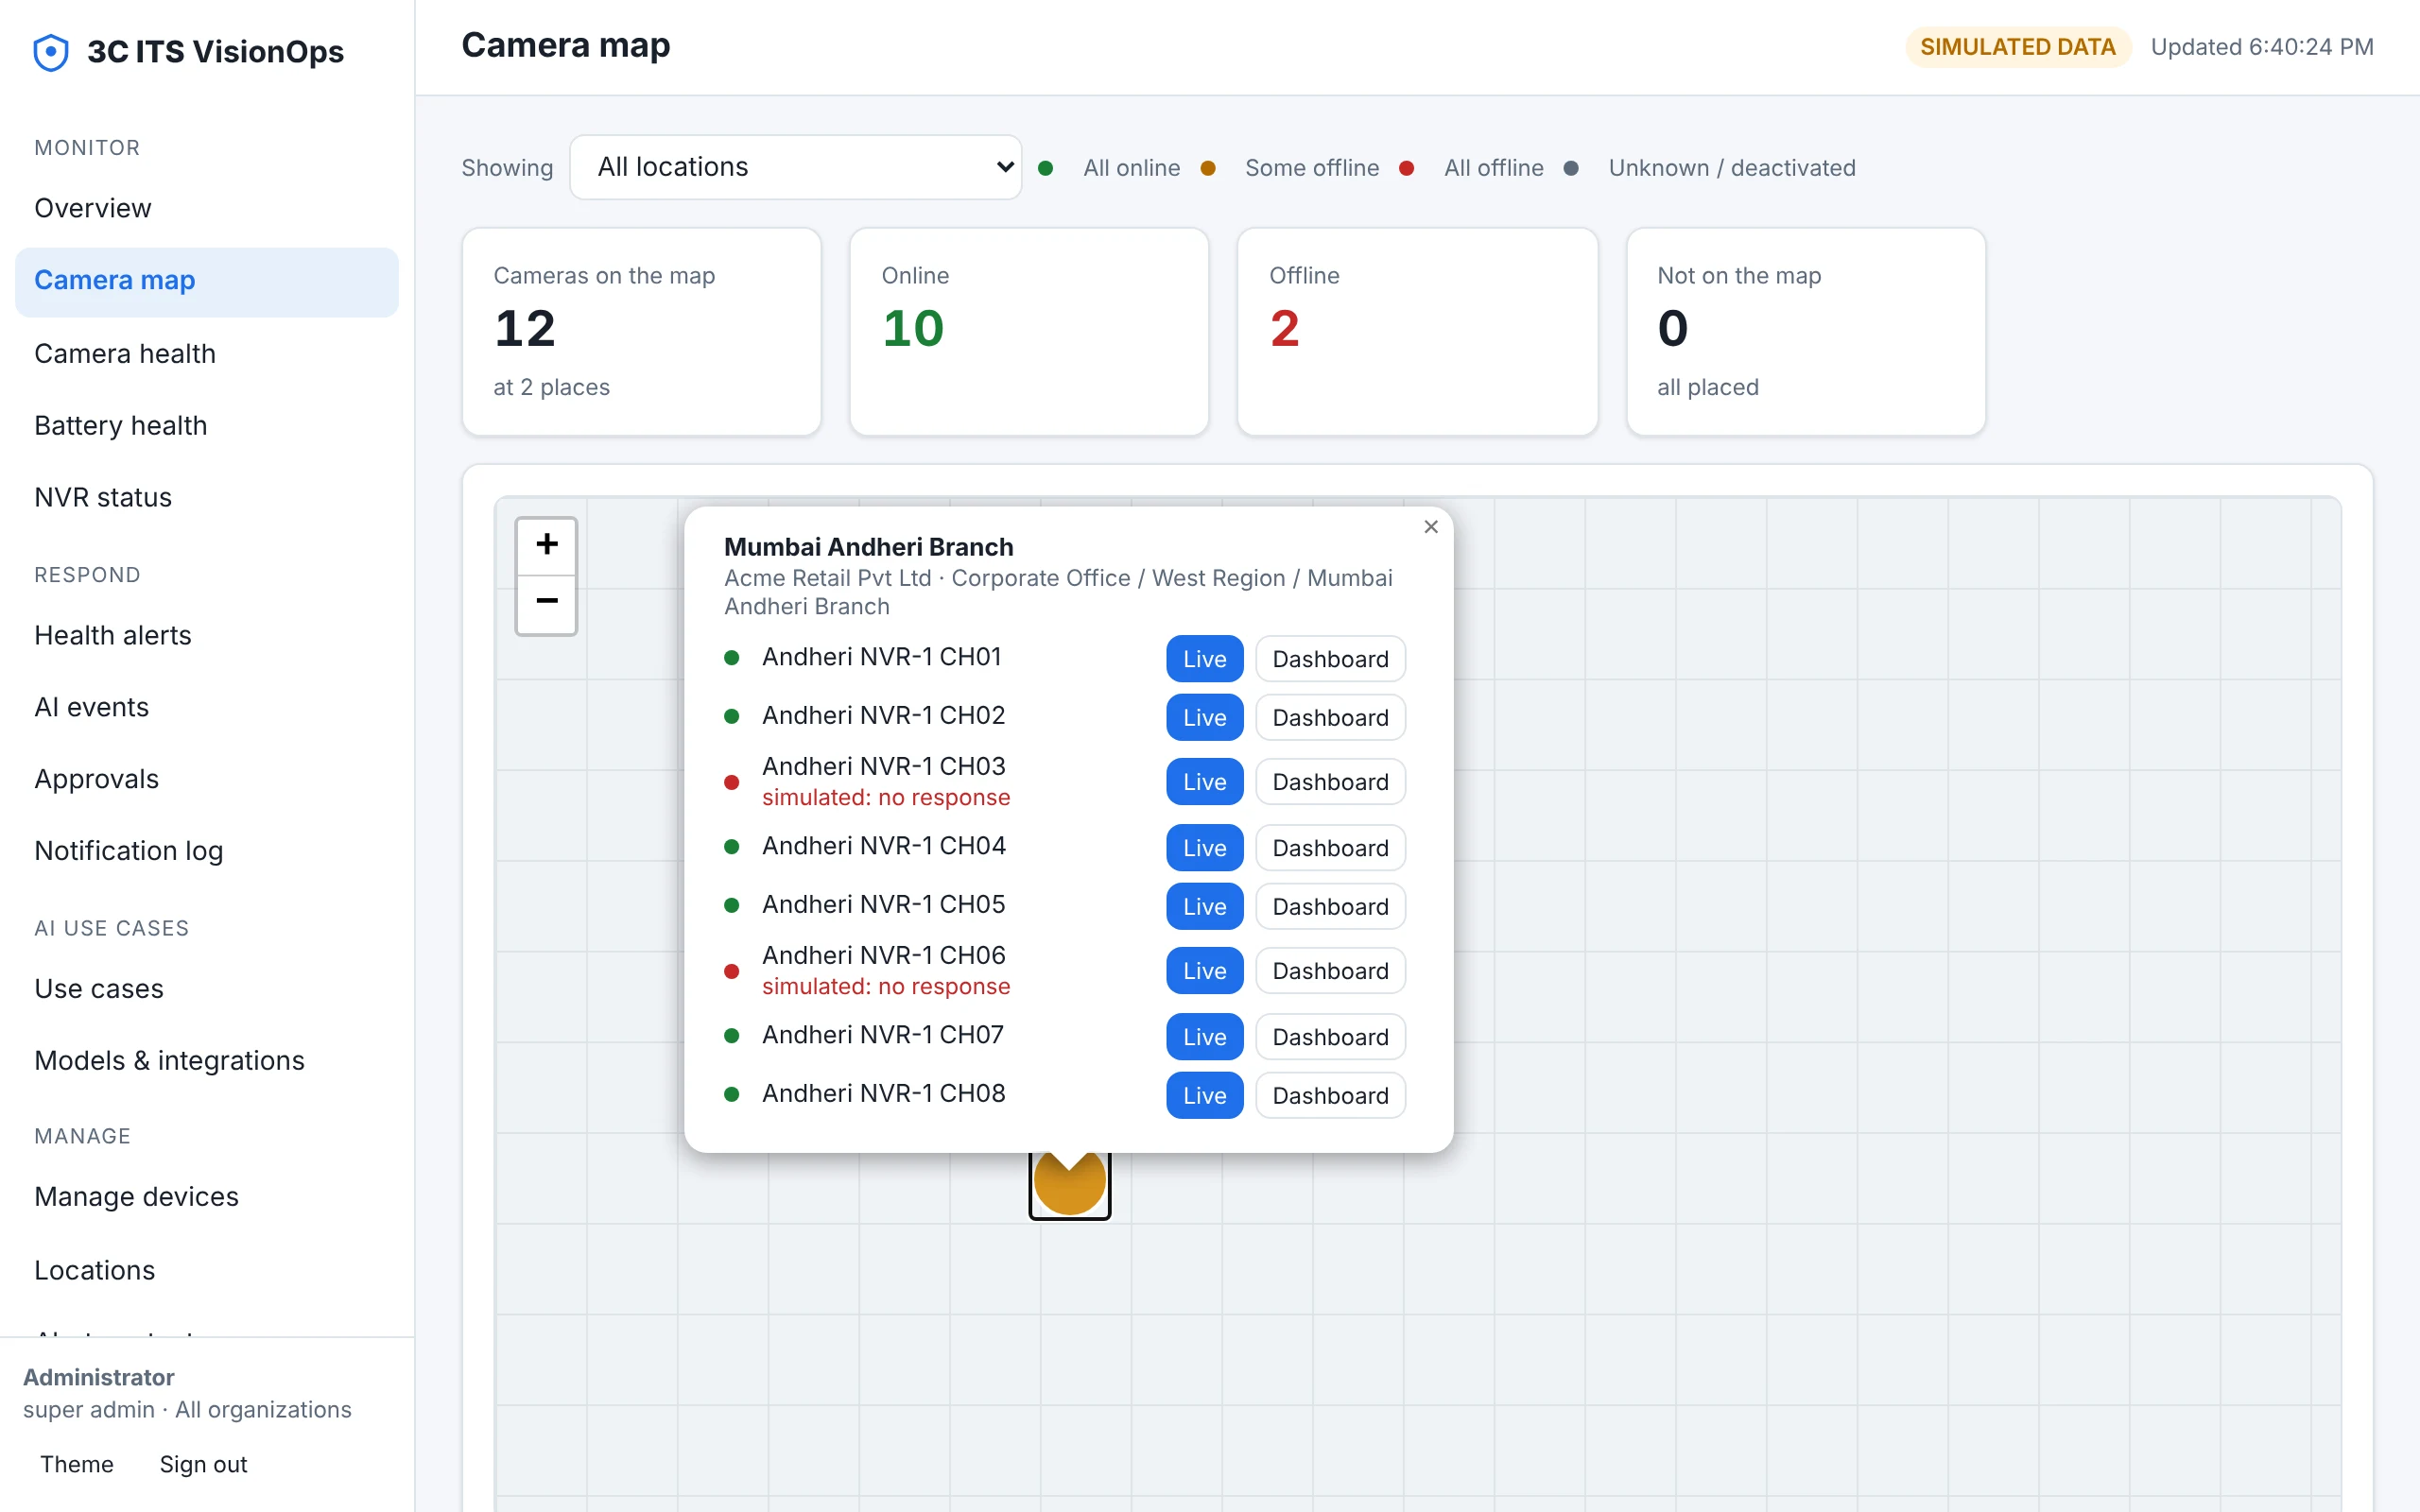 3C ITS VisionOps
MONITOR
Overview
Camera map
Camera health
Battery health
NVR status
RESPOND
Health alerts
AI events
Approvals
Notification log
AI USE CASES
Use cases
Models & integrations
MANAGE
Manage devices
Locations
Administrator
super admin · All organizations
Theme Sign out
Camera map
SIMULATED DATA Updated 6:40:24 PM
Showing All locations All online Some offline All offline Unknown / deactivated
Cameras on the map
12
at 2 places
Online
10
Offline
2
Not on the map
0
all placed
+
−
×
Mumbai Andheri Branch
Acme Retail Pvt Ltd · Corporate Office / West Region / Mumbai
Andheri Branch
Andheri NVR-1 CH01 Live Dashboard
Andheri NVR-1 CH02 Live Dashboard
Andheri NVR-1 CH03 Live Dashboard
simulated: no response
Andheri NVR-1 CH04 Live Dashboard
Andheri NVR-1 CH05 Live Dashboard
Andheri NVR-1 CH06 Live Dashboard
simulated: no response
Andheri NVR-1 CH07 Live Dashboard
Andheri NVR-1 CH08 Live Dashboard